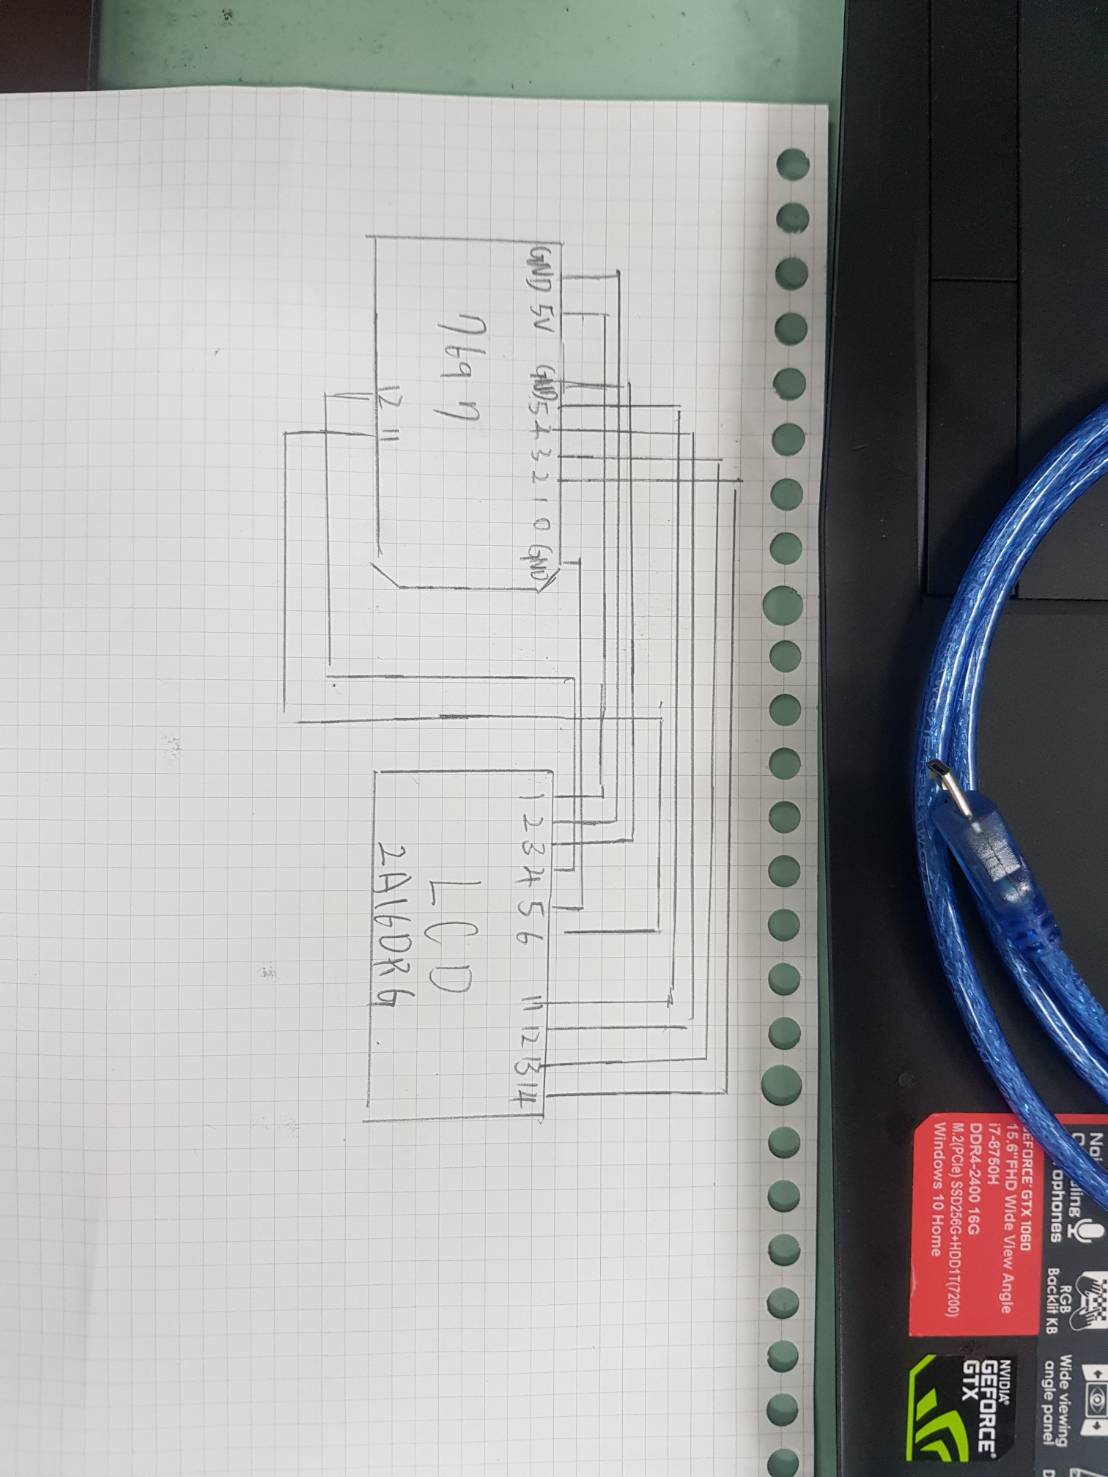 GND 5V GND 5 4 3 2 1 0 GND
7697
12 11
1 2 3 4 5 6 11 12 13 14
LCD
2A16DRG
EFORCE GTX 1060
15.6" FHD Wide View Angle
i7-8750H
DDR4-2400 16G
M.2(PCIe) SSD256G+HDD1T(7200)
Windows 10 Home
ophones
RGB
Backlit KB
Wide viewing
angle panel
NVIDIA®
GEFORCE®
GTX